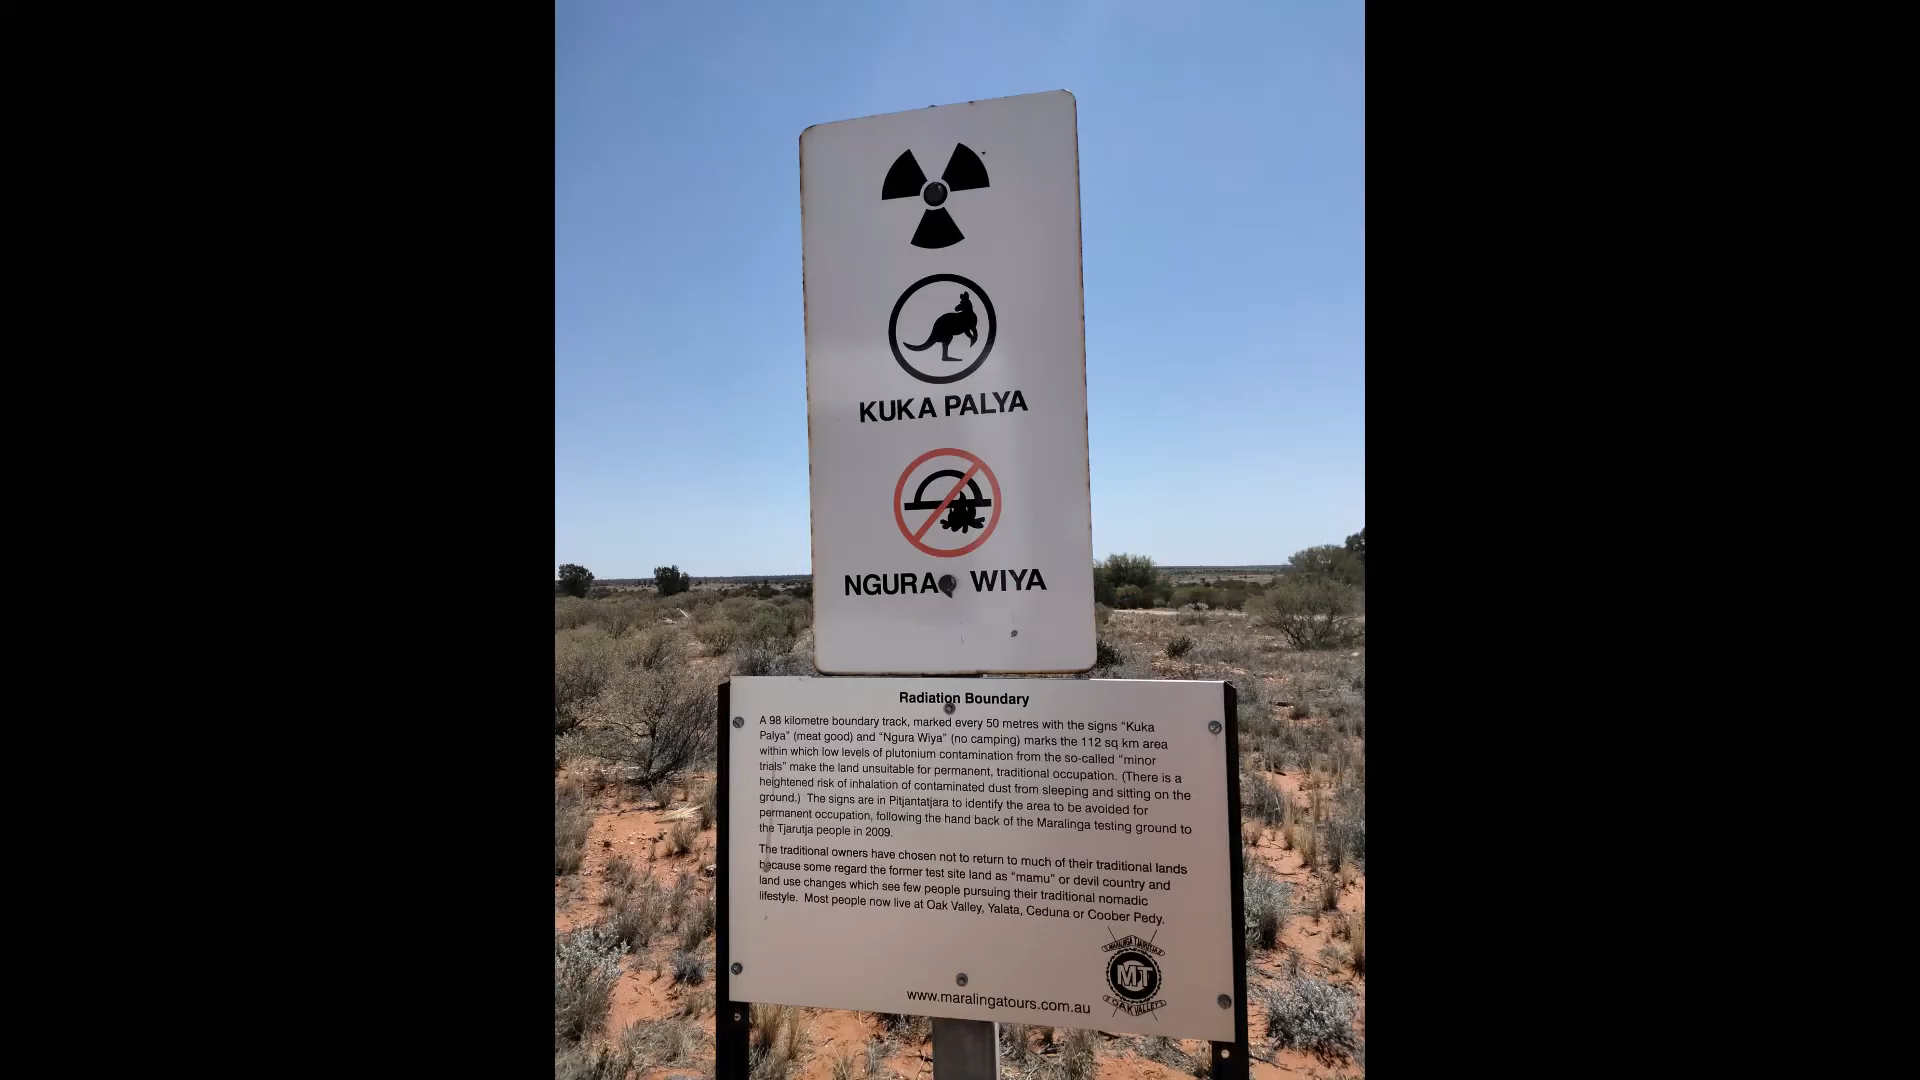 KUKA PALYA
NGURA WIYA
Radiation Boundary
A 98 kilometre boundary track, marked every 50 metres with the signs “Kuka
Palya” (meat good) and “Ngura Wiya” (no camping) marks the 112 sq km area
within which low levels of plutonium contamination from the so-called “minor
trials” make the land unsuitable for permanent, traditional occupation. (There is a
heightened risk of inhalation of contaminated dust from sleeping and sitting on the
ground.) The signs are in Pitjantatjara to identify the area to be avoided for
permanent occupation, following the hand back of the Maralinga testing ground to
the Tjarutja people in 2009.
The traditional owners have chosen not to return to much of their traditional lands
because some regard the former test site land as “mamu” or devil country and
land use changes which see few people pursuing their traditional nomadic
lifestyle. Most people now live at Oak Valley, Yalata, Ceduna or Coober Pedy.
MARALINGA TJARUTJA
MT
OAK VALLEY
www.maralingatours.com.au